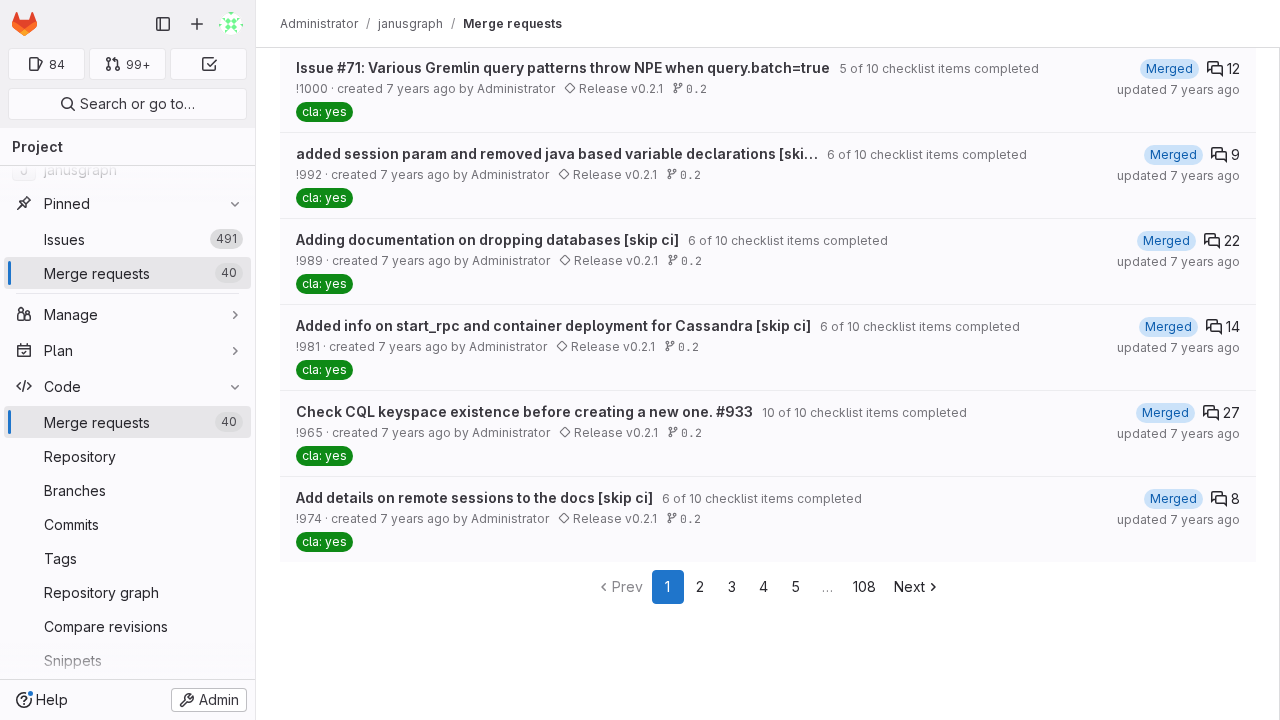 Administrator / janusgraph / Merge requests
84
99+
Search or go to…
Project
J janusgraph
Pinned
Issues 491
Merge requests 40
Manage
Plan
Code
Merge requests 40
Repository
Branches
Commits
Tags
Repository graph
Compare revisions
Snippets
Help
Admin
Issue #71: Various Gremlin query patterns throw NPE when query.batch=true 5 of 10 checklist items completed Merged 12
!1000 · created 7 years ago by Administrator Release v0.2.1 0.2 updated 7 years ago
cla: yes
added session param and removed java based variable declarations [ski… 6 of 10 checklist items completed Merged 9
!992 · created 7 years ago by Administrator Release v0.2.1 0.2 updated 7 years ago
cla: yes
Adding documentation on dropping databases [skip ci] 6 of 10 checklist items completed Merged 22
!989 · created 7 years ago by Administrator Release v0.2.1 0.2 updated 7 years ago
cla: yes
Added info on start_rpc and container deployment for Cassandra [skip ci] 6 of 10 checklist items completed Merged 14
!981 · created 7 years ago by Administrator Release v0.2.1 0.2 updated 7 years ago
cla: yes
Check CQL keyspace existence before creating a new one. #933 10 of 10 checklist items completed Merged 27
!965 · created 7 years ago by Administrator Release v0.2.1 0.2 updated 7 years ago
cla: yes
Add details on remote sessions to the docs [skip ci] 6 of 10 checklist items completed Merged 8
!974 · created 7 years ago by Administrator Release v0.2.1 0.2 updated 7 years ago
cla: yes
Prev 1 2 3 4 5 … 108 Next